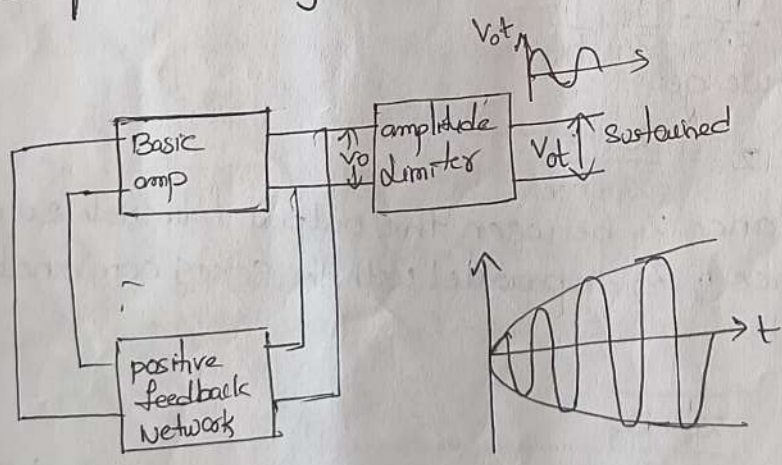 Vot
Basic
amp
Vo
amplitude
Limiter
Vot
Sustained
positive
feedback
Network
t